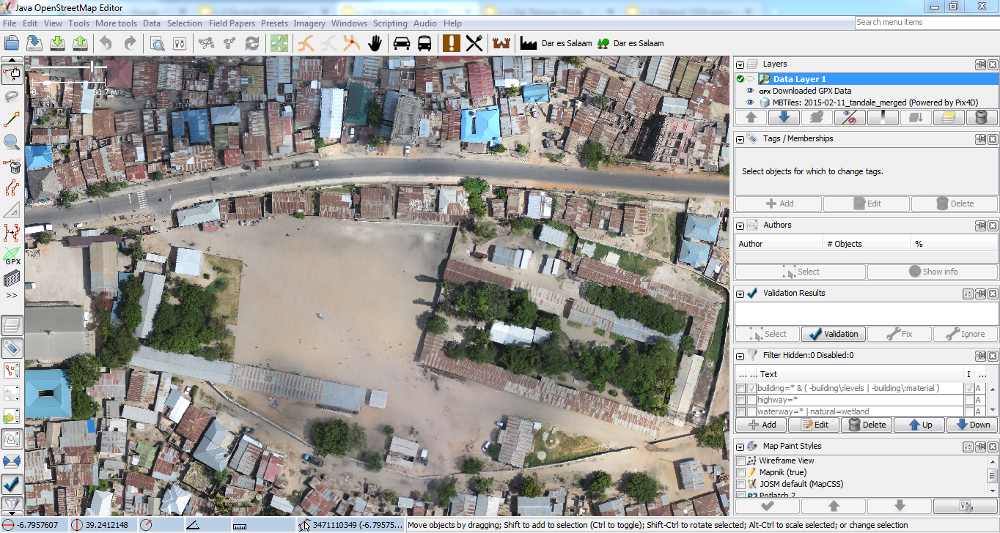 Java OpenStreetMap Editor
File Edit View Tools More tools Data Selection Field Papers Presets Imagery Windows Scripting Audio Help
Search menu items
Dar es Salaam Dar es Salaam
0 30.7 m
GPX
>>
Layers
Data Layer 1
GPX Downloaded GPX Data
MBTiles: 2015-02-11_tandale_merged (Powered by Pix4D)
Tags / Memberships
Select objects for which to change tags.
Add Edit Delete
Authors
Author # Objects %
Select Show info
Validation Results
Select Validation Fix Ignore
Filter Hidden:0 Disabled:0
... ... Text I ...
building=* & ( -building\:levels | -building\:material ) A
highway=* A
waterway=* | natural=wetland A
Add Edit Delete Up Down
Map Paint Styles
Wireframe View
Mapnik (true)
JOSM default (MapCSS)
Potlatch 2
-6.7957607 39.2412148 3471110349 (-6.79575... Move objects by dragging; Shift to add to selection (Ctrl to toggle); Shift-Ctrl to rotate selected; Alt-Ctrl to scale selected; or change selection